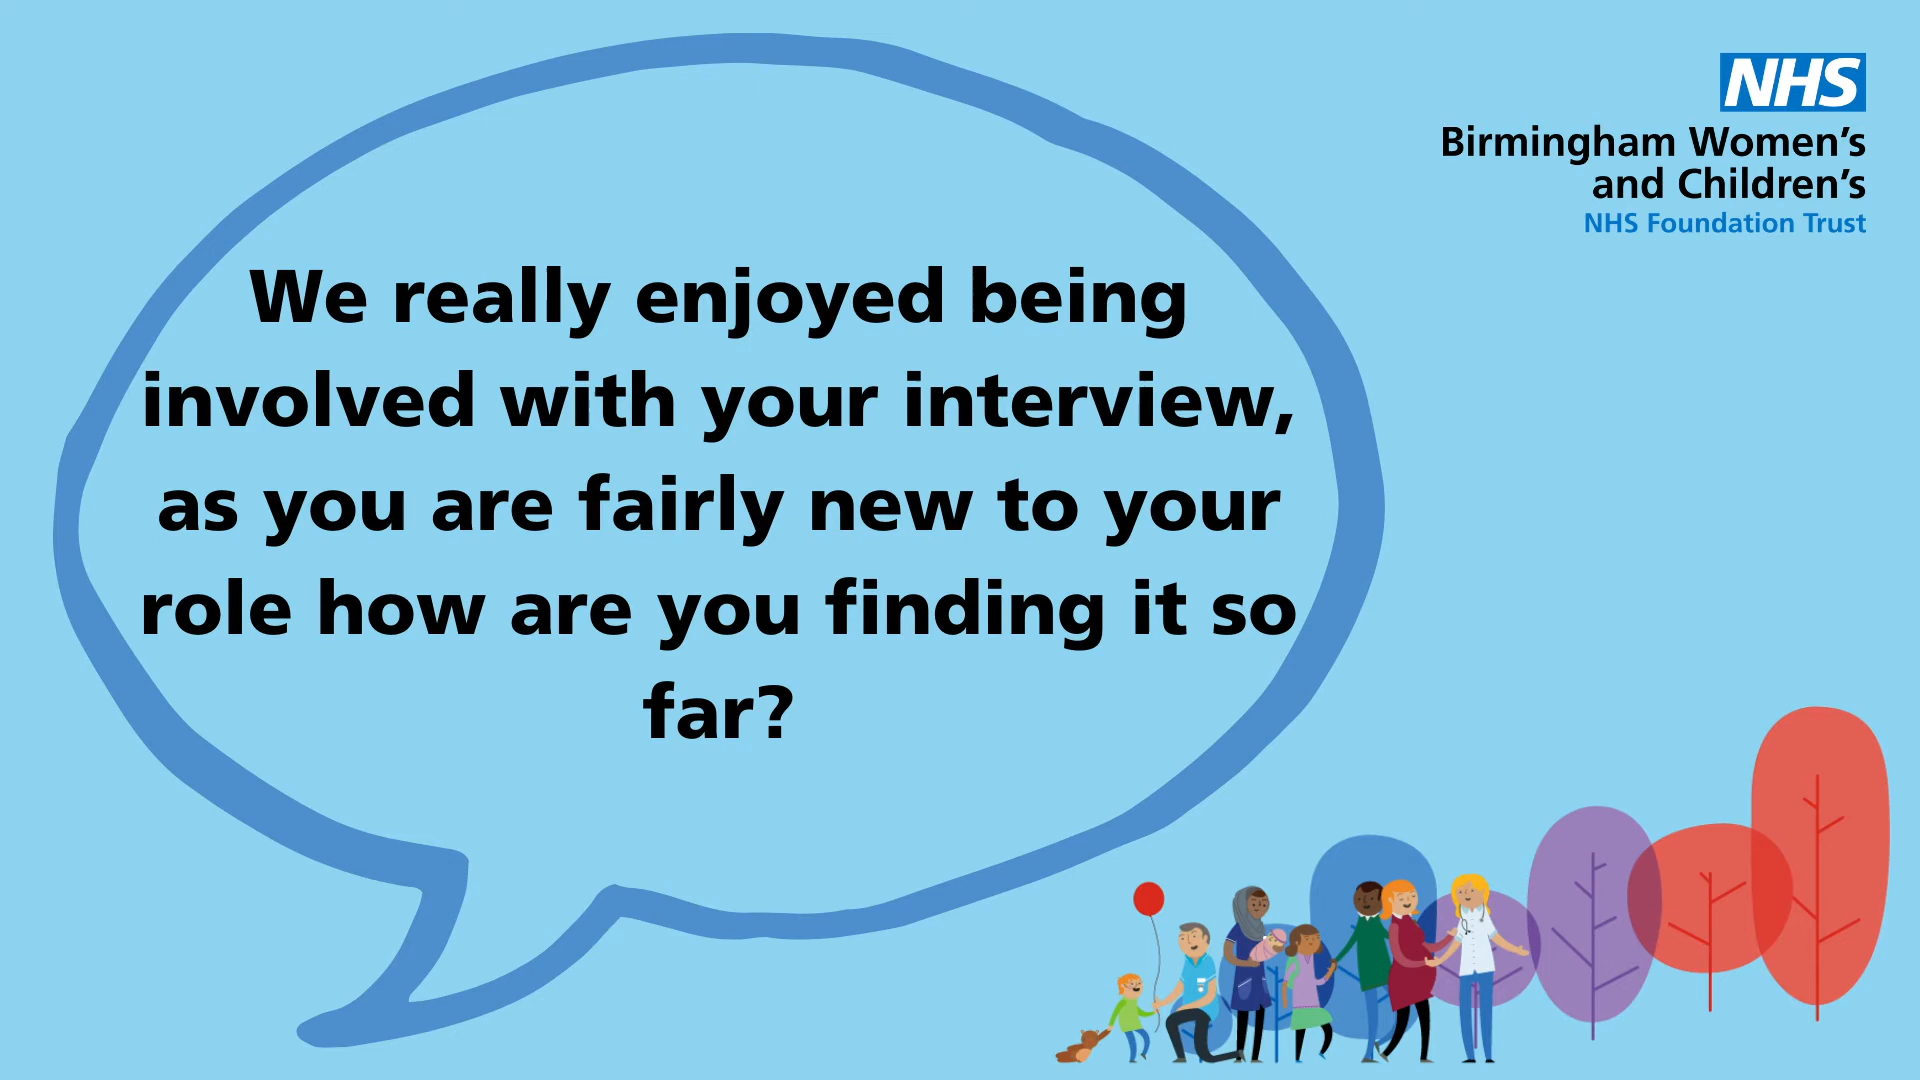 NHS
Birmingham Women’s
and Children’s
NHS Foundation Trust
We really enjoyed being
involved with your interview,
as you are fairly new to your
role how are you finding it so
far?